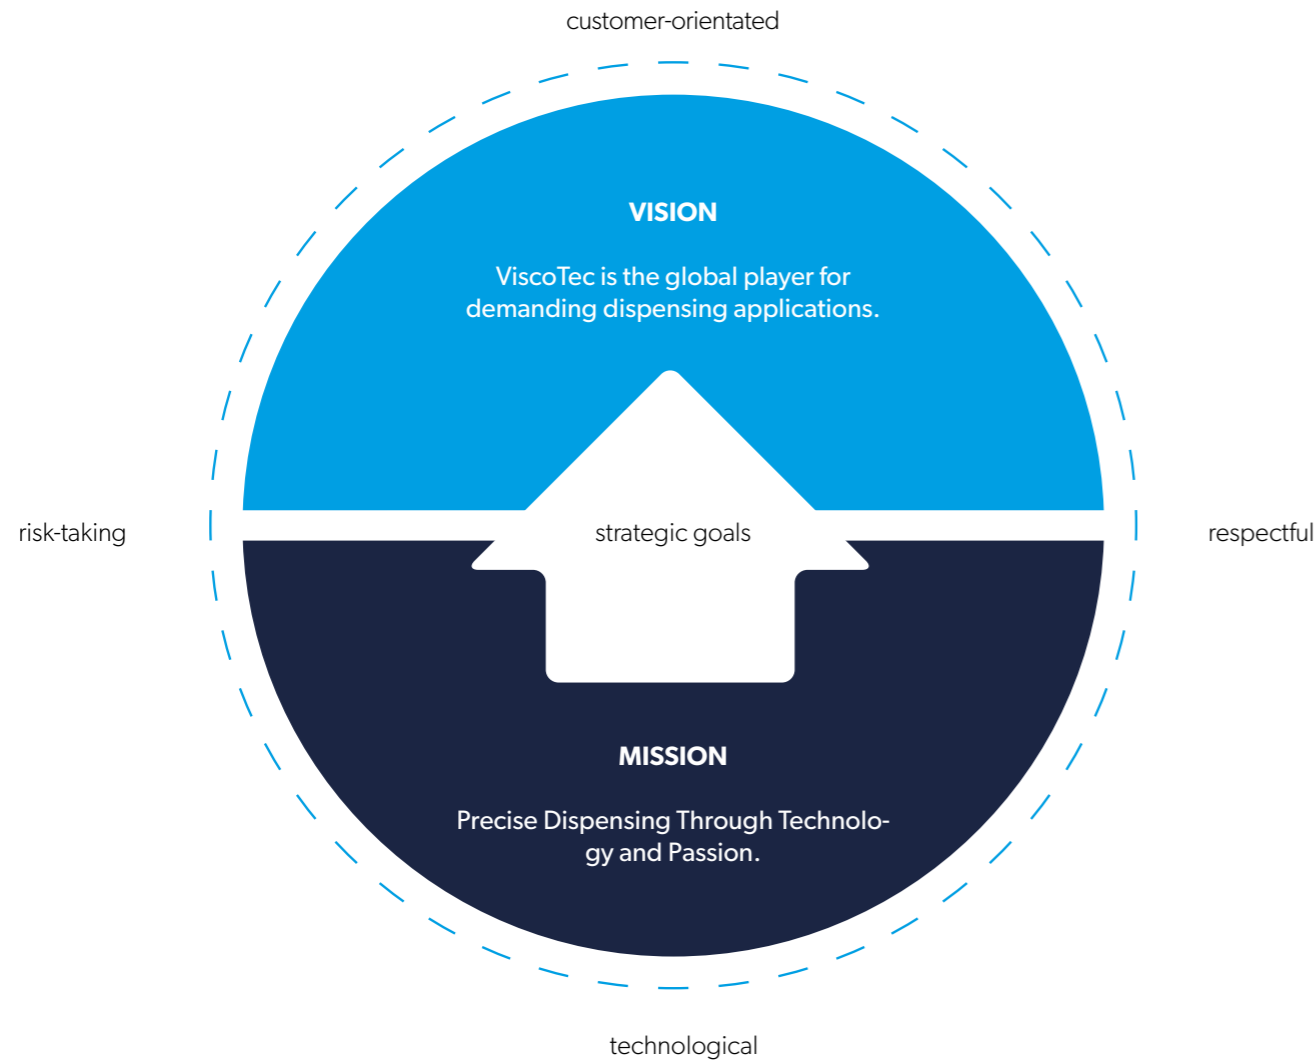 customer-orientated
VISION
ViscoTec is the global player for
demanding dispensing applications.
risk-taking
strategic goals
respectful
MISSION
Precise Dispensing Through Technolo-
gy and Passion.
technological